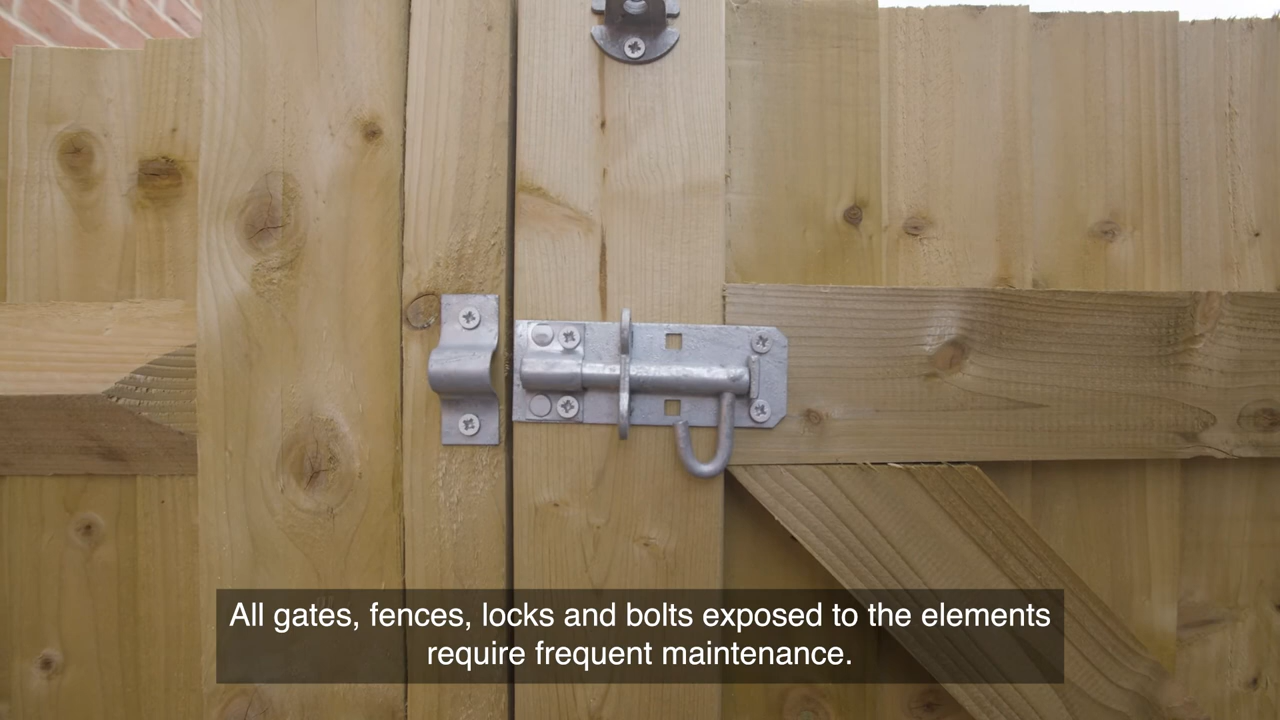 All gates, fences, locks and bolts exposed to the elements
require frequent maintenance.